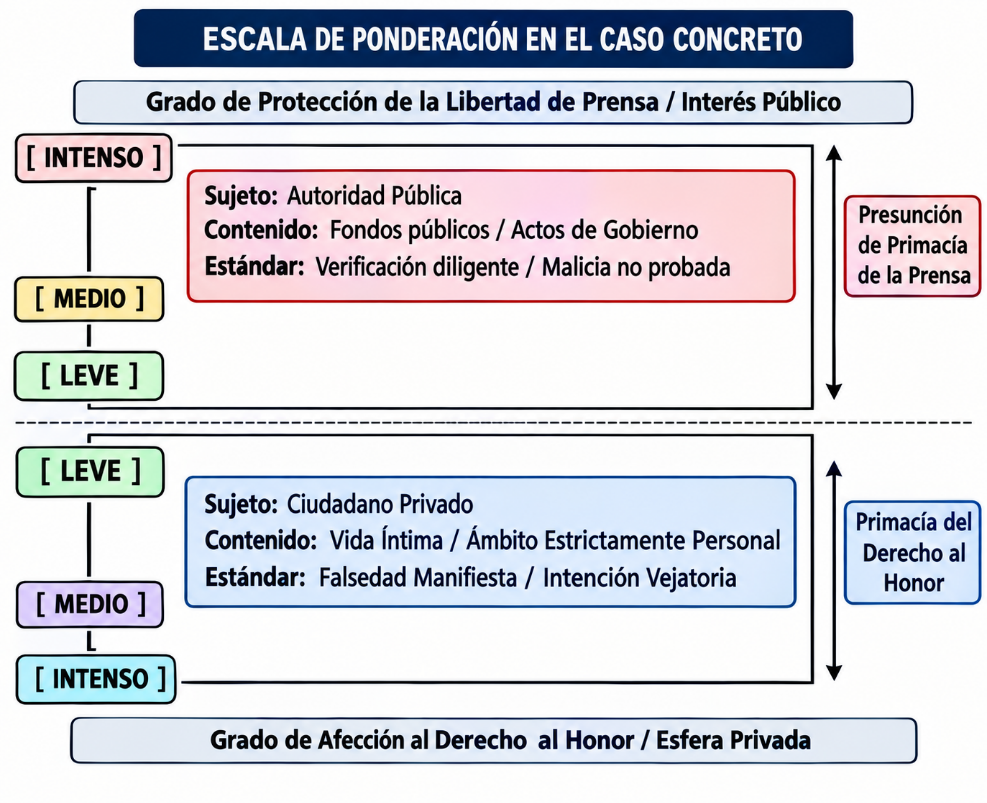 ESCALA DE PONDERACIÓN EN EL CASO CONCRETO
Grado de Protección de la Libertad de Prensa / Interés Público
[ INTENSO ]
Sujeto: Autoridad Pública
Contenido: Fondos públicos / Actos de Gobierno
Estándar: Verificación diligente / Malicia no probada
Presunción
de Primacía
de la Prensa
[ MEDIO ]
[ LEVE ]
[ LEVE ]
Sujeto: Ciudadano Privado
Contenido: Vida Íntima / Ámbito Estrictamente Personal
Estándar: Falsedad Manifiesta / Intención Vejatoria
Primacía del
Derecho al
Honor
[ MEDIO ]
[ INTENSO ]
Grado de Afección al Derecho al Honor / Esfera Privada